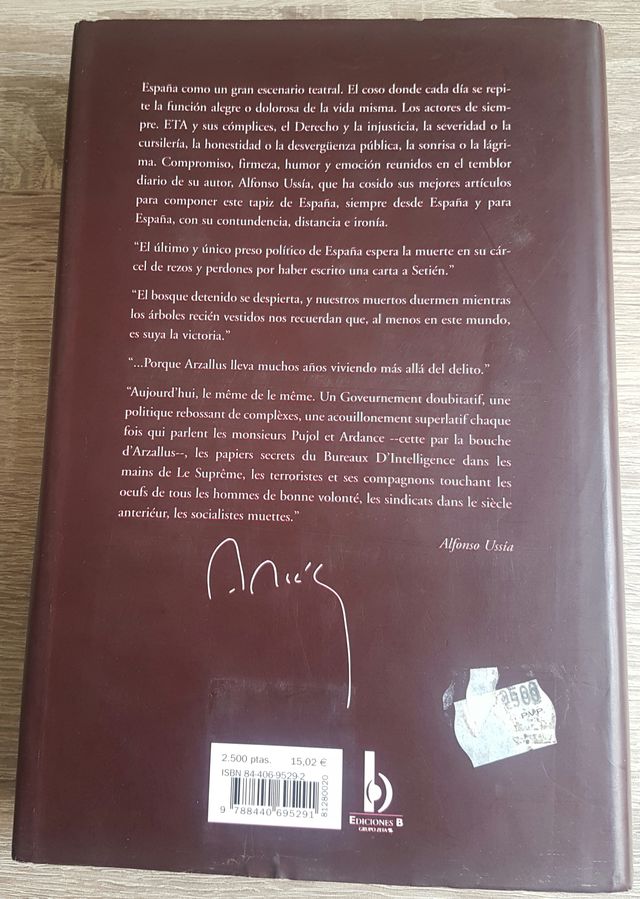 España como un gran escenario teatral. El coso donde cada día se repi-
te la función alegre o dolorosa de la vida misma. Los actores de siem-
pre. ETA y sus cómplices, el Derecho y la injusticia, la severidad o la
cursilería, la honestidad o la desvergüenza pública, la sonrisa o la lágri-
ma. Compromiso, firmeza, humor y emoción reunidos en el temblor
diario de su autor, Alfonso Ussía, que ha cosido sus mejores artículos
para componer este tapiz de España, siempre desde España y para
España, con su contundencia, distancia e ironía.
“El último y único preso político de España espera la muerte en su cár-
cel de rezos y perdones por haber escrito una carta a Setién.”
“El bosque detenido se despierta, y nuestros muertos duermen mientras
los árboles recién vestidos nos recuerdan que, al menos en este mundo,
es suya la victoria.”
“...Porque Arzallus lleva muchos años viviendo más allá del delito.”
“Aujourd'hui, le même de le même. Un Goveurnement doubitatif, une
politique rebossant de complèxes, une acouillonement superlatif chaque
fois qui parlent les monsieurs Pujol et Ardance --cette par la bouche
d'Arzallus--, les papiers secrets du Bureaux D'Intelligence dans les
mains de Le Suprême, les terroristes et ses compagnons touchant les
oeufs de tous les hommes de bonne volonté, les sindicats dans le siècle
anteriéur, les socialistes muettes.”
Alfonso Ussía
2.500 ptas. 15,02 €
ISBN 84-406-9529-2
9 788440 695291
81280020
EDICIONES B
GRUPO ZETA
2500
PVP